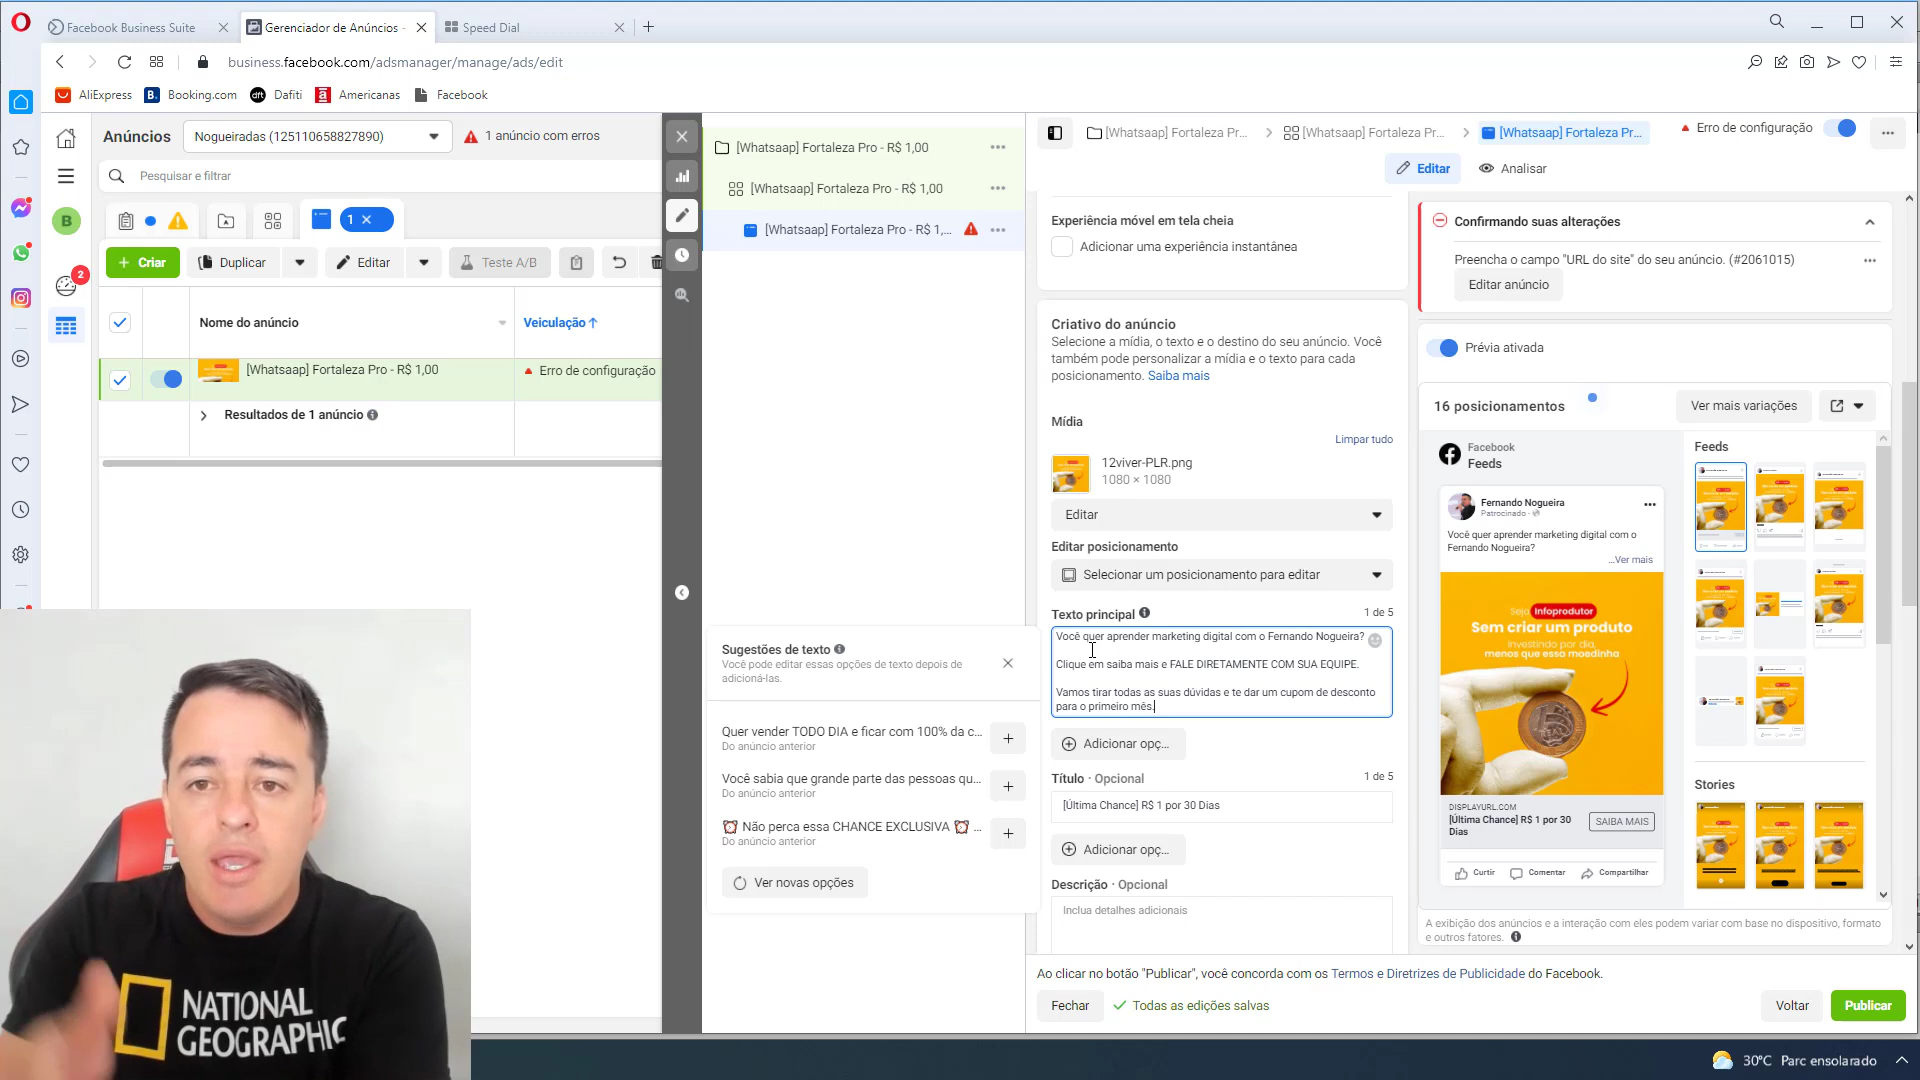 Facebook Business Suite
Gerenciador de Anúncios -
Speed Dial
business.facebook.com/adsmanager/manage/ads/edit
AliExpress
Booking.com
Dafiti
Americanas
Facebook
Anúncios
Nogueiradas (125110658827890)
1 anúncio com erros
Pesquisar e filtrar
1
Criar
Duplicar
Editar
Teste A/B
2
B
Nome do anúncio
Veiculação
[Whatsaap] Fortaleza Pro - R$ 1,00
Erro de configuração
Resultados de 1 anúncio
[Whatsaap] Fortaleza Pro - R$ 1,00
[Whatsaap] Fortaleza Pro - R$ 1,00
[Whatsaap] Fortaleza Pro - R$ 1,...
Sugestões de texto
Você pode editar essas opções de texto depois de
adicioná-las.
Quer vender TODO DIA e ficar com 100% da c...
Do anúncio anterior
Você sabia que grande parte das pessoas qu...
Do anúncio anterior
Não perca essa CHANCE EXCLUSIVA ...
Do anúncio anterior
Ver novas opções
[Whatsaap] Fortaleza Pr...
[Whatsaap] Fortaleza Pr...
[Whatsaap] Fortaleza Pr...
Erro de configuração
Editar
Analisar
Experiência móvel em tela cheia
Adicionar uma experiência instantânea
Criativo do anúncio
Selecione a mídia, o texto e o destino do seu anúncio. Você
também pode personalizar a mídia e o texto para cada
posicionamento. Saiba mais
Mídia
Limpar tudo
12viver-PLR.png
1080 × 1080
Editar
Editar posicionamento
Selecionar um posicionamento para editar
Texto principal
1 de 5
Você quer aprender marketing digital com o Fernando Nogueira?
Clique em saiba mais e FALE DIRETAMENTE COM SUA EQUIPE.
Vamos tirar todas as suas dúvidas e te dar um cupom de desconto
para o primeiro mês.
Adicionar opç...
Título · Opcional
1 de 5
[Última Chance] R$ 1 por 30 Dias
Adicionar opç...
Descrição · Opcional
Inclua detalhes adicionais
Confirmando suas alterações
Preencha o campo "URL do site" do seu anúncio. (#2061015)
Editar anúncio
Prévia ativada
16 posicionamentos
Ver mais variações
Facebook
Feeds
Fernando Nogueira
Patrocinado ·
Você quer aprender marketing digital com o
Fernando Nogueira?
...Ver mais
Seja Infoprodutor
Sem criar um produto
Investindo por dia,
menos que essa moedinha
DISPLAYURL.COM
[Última Chance] R$ 1 por 30
Dias
SAIBA MAIS
Curtir
Comentar
Compartilhar
Feeds
Stories
A exibição dos anúncios e a interação com eles podem variar com base no dispositivo, formato
e outros fatores.
Ao clicar no botão "Publicar", você concorda com os Termos e Diretrizes de Publicidade do Facebook.
Fechar
Todas as edições salvas
Voltar
Publicar
NATIONAL
GEOGRAPHIC
30°C Parc ensolarado